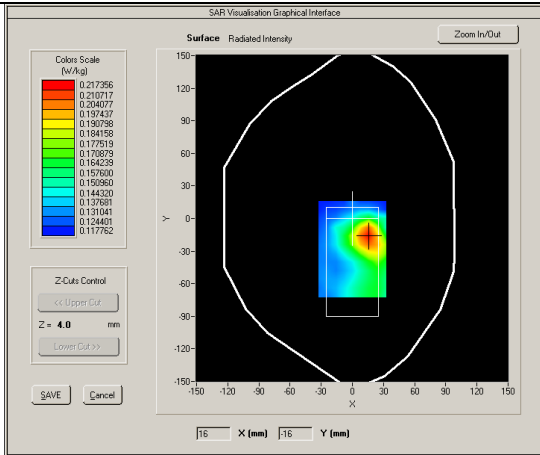 SAR Visualisation Graphical Interface
Surface Radiated Intensity
Zoom In/Out
Colors Scale
(W/kg)
0.217356
0.210717
0.204077
0.197437
0.190798
0.184158
0.177519
0.170879
0.164239
0.157600
0.150960
0.144320
0.137681
0.131041
0.124401
0.117762
Z-Cuts Control
<< Upper Cut
Z = 4.0 mm
Lower Cut >>
SAVE Cancel
150
120
90
60
30
0
-30
-60
-90
-120
-150
Y
-150 -120 -90 -60 -30 0 30 60 90 120 150
X
16 X (mm) -16 Y (mm)